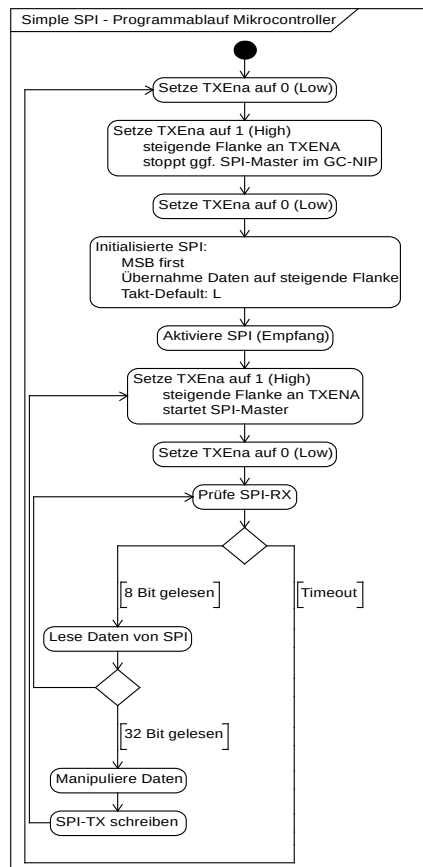 Simple SPI - Programmablauf Mikrocontroller
Setze TXEna auf 0 (Low)
Setze TXEna auf 1 (High)
steigende Flanke an TXENA
stoppt ggf. SPI-Master im GC-NIP
Setze TXEna auf 0 (Low)
Initialisierte SPI:
MSB first
Übernahme Daten auf steigende Flanke
Takt-Default: L
Aktiviere SPI (Empfang)
Setze TXEna auf 1 (High)
steigende Flanke an TXENA
startet SPI-Master
Setze TXEna auf 0 (Low)
Prüfe SPI-RX
[8 Bit gelesen]
[Timeout]
Lese Daten von SPI
[32 Bit gelesen]
Manipuliere Daten
SPI-TX schreiben